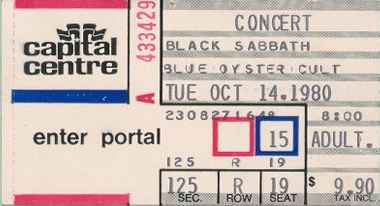 CONCERT
capital
centre
A 433429
BLACK SABBATH
BLUE OYSTER CULT
TUE OCT 14.1980
2308271648 8:00
enter portal 15 ADULT.
125 R 19
125 R 19 $ 9.90
SEC. ROW SEAT TAX INCL.